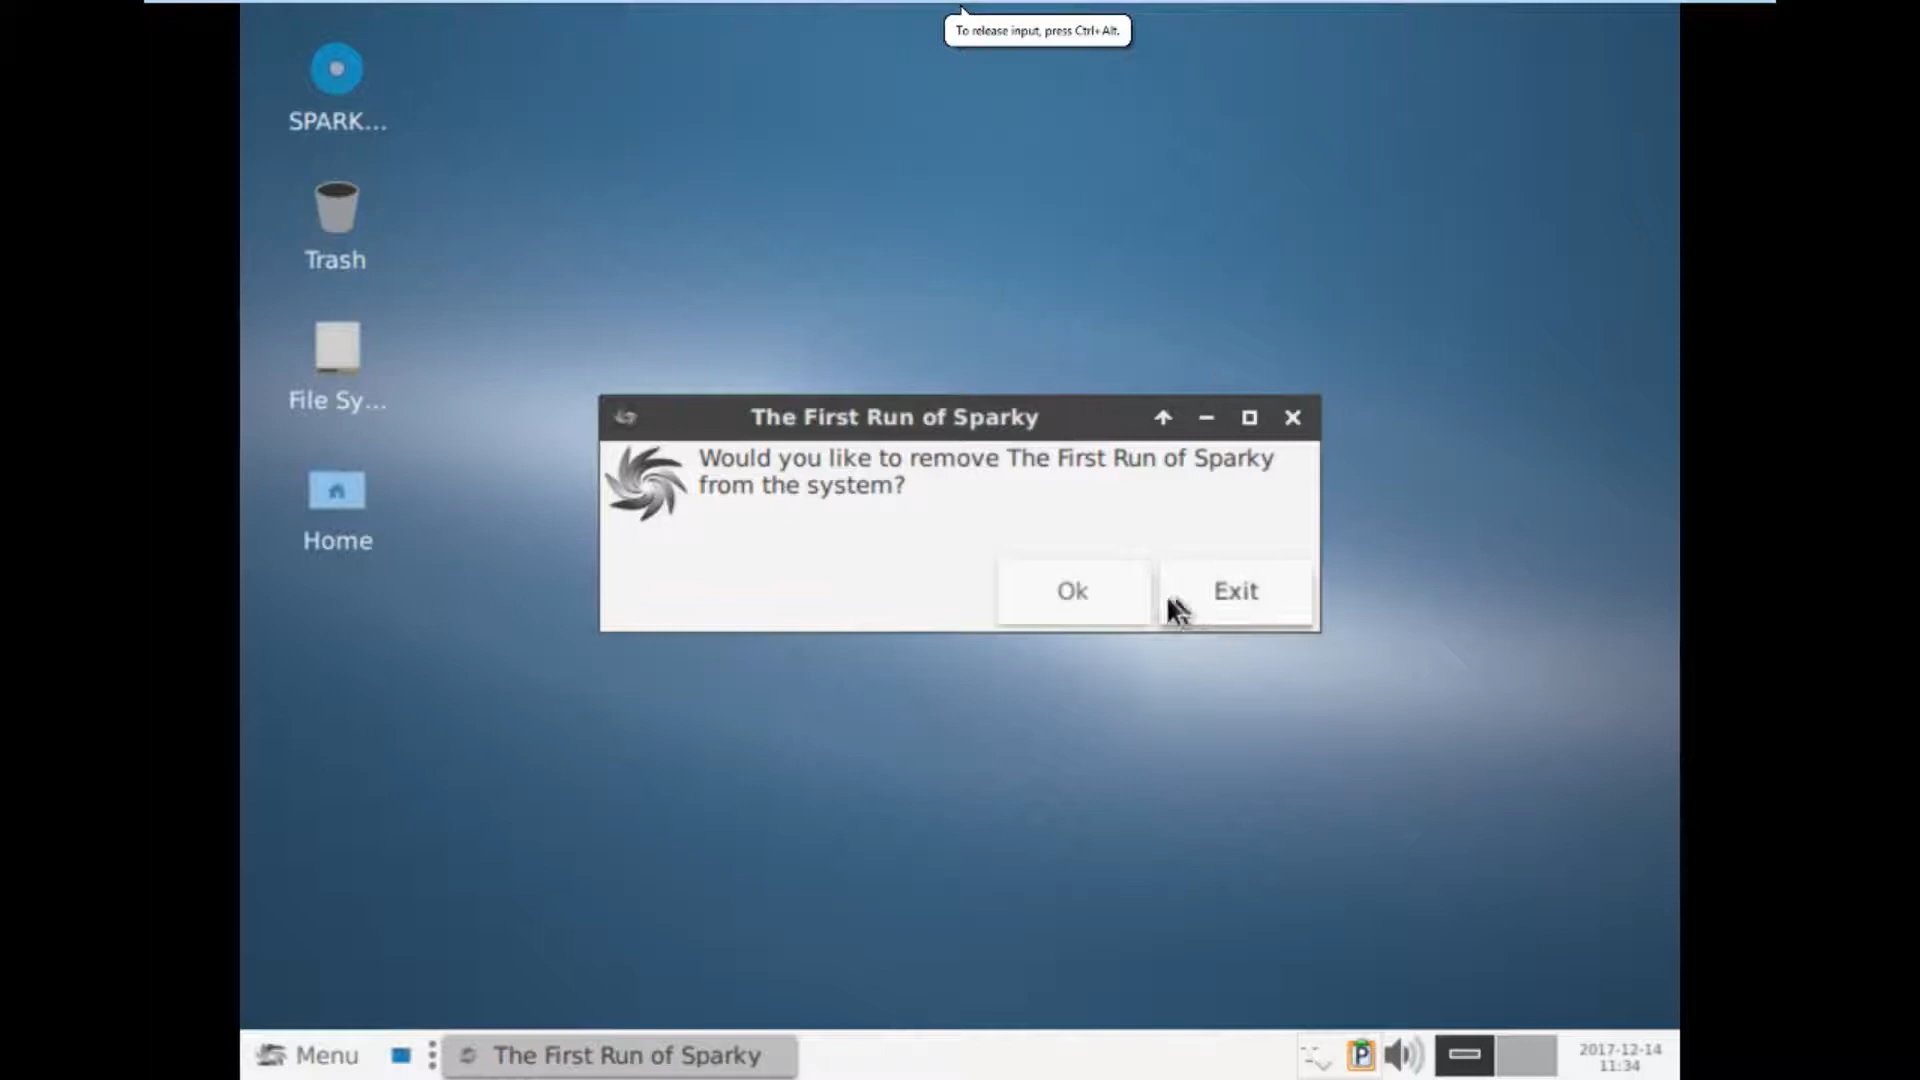 To release input, press Ctrl+Alt.
SPARK...
Trash
File Sy...
Home
The First Run of Sparky
Would you like to remove The First Run of Sparky
from the system?
Ok
Exit
Menu
The First Run of Sparky
P
2017-12-14
11:34